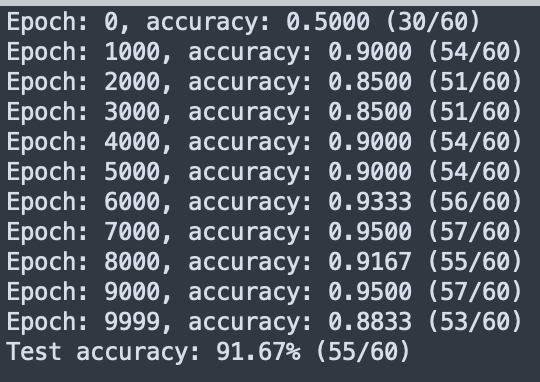 Epoch: 0, accuracy: 0.5000 (30/60)
Epoch: 1000, accuracy: 0.9000 (54/60)
Epoch: 2000, accuracy: 0.8500 (51/60)
Epoch: 3000, accuracy: 0.8500 (51/60)
Epoch: 4000, accuracy: 0.9000 (54/60)
Epoch: 5000, accuracy: 0.9000 (54/60)
Epoch: 6000, accuracy: 0.9333 (56/60)
Epoch: 7000, accuracy: 0.9500 (57/60)
Epoch: 8000, accuracy: 0.9167 (55/60)
Epoch: 9000, accuracy: 0.9500 (57/60)
Epoch: 9999, accuracy: 0.8833 (53/60)
Test accuracy: 91.67% (55/60)